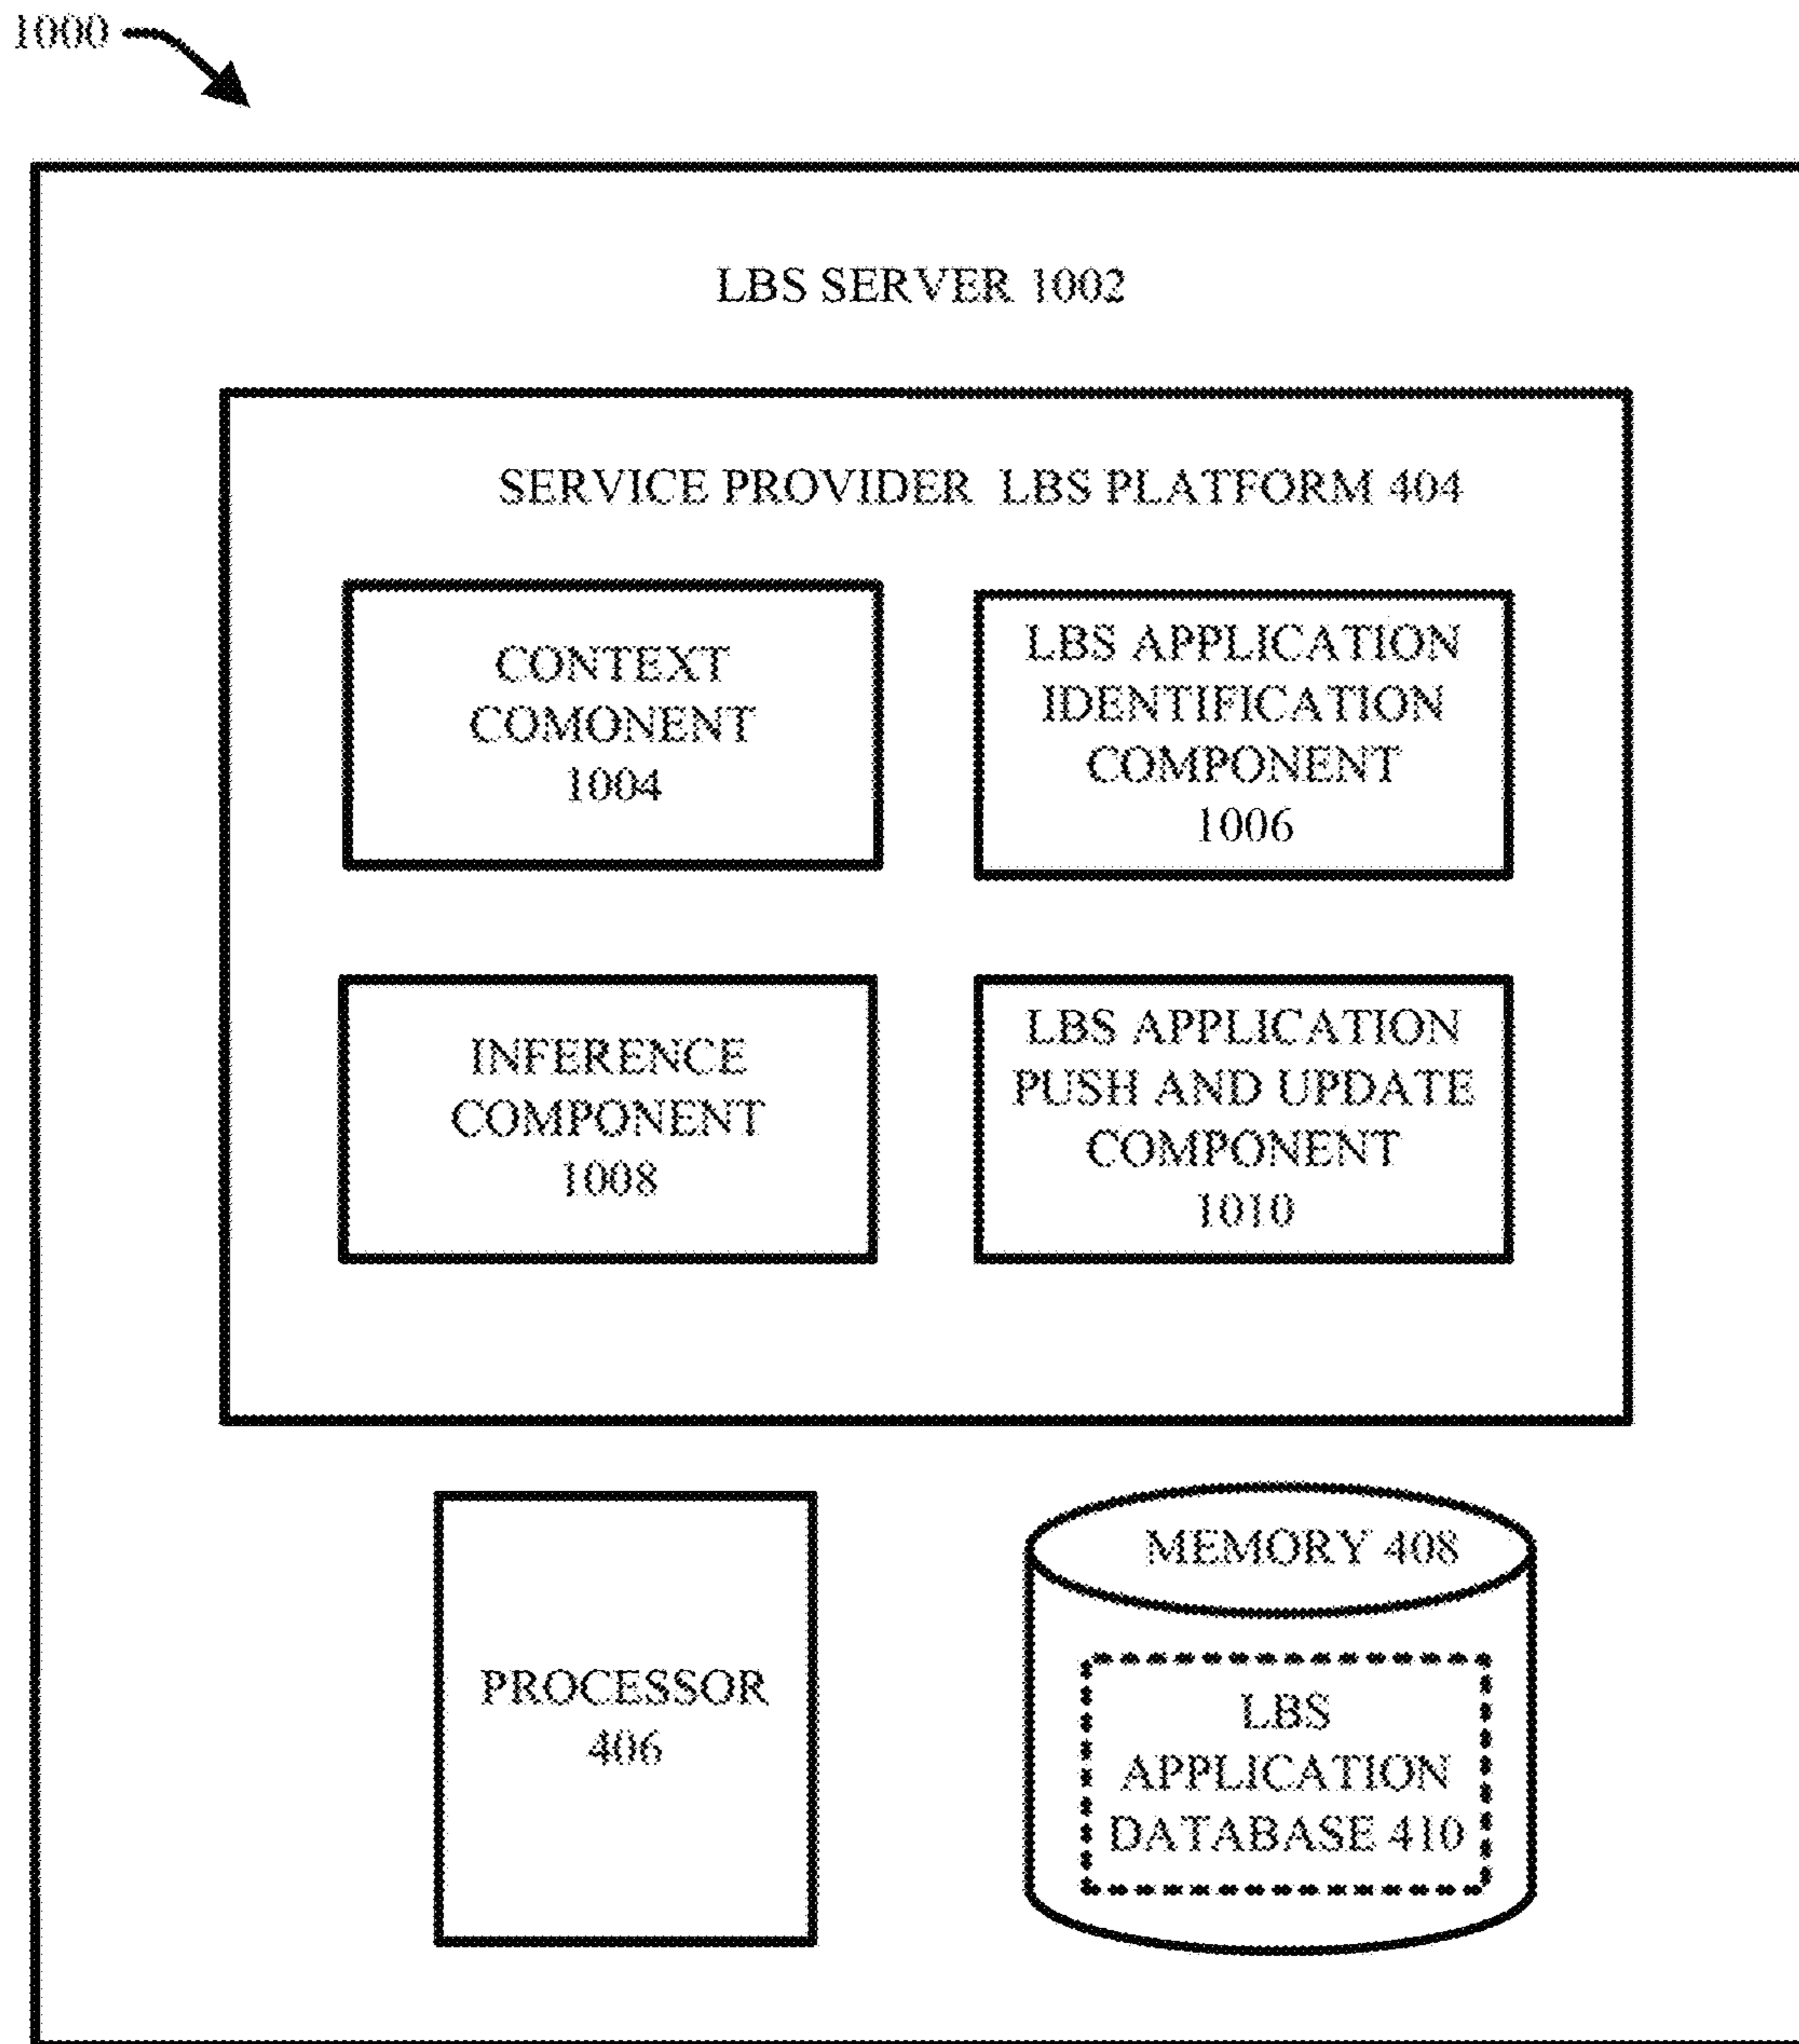 1000
LBS SERVER 1002
SERVICE PROVIDER LBS PLATFORM 404
CONTEXT
COMONENT
1004
LBS APPLICATION
IDENTIFICATION
COMPONENT
1006
INFERENCE
COMPONENT
1008
LBS APPLICATION
PUSH AND UPDATE
COMPONENT
1010
PROCESSOR
406
MEMORY 408
LBS
APPLICATION
DATABASE 410